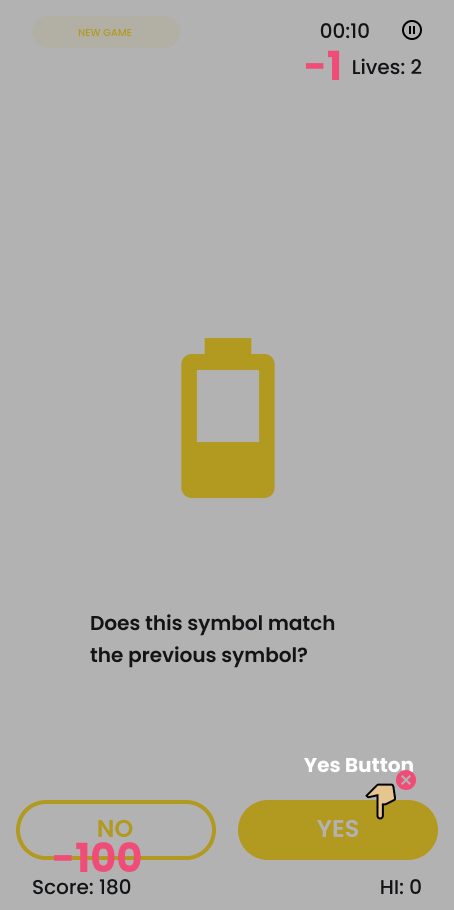 NEW GAME
00:10
-1 Lives: 2
Does this symbol match
the previous symbol?
Yes Button
NO
YES
-100
Score: 180
HI: 0